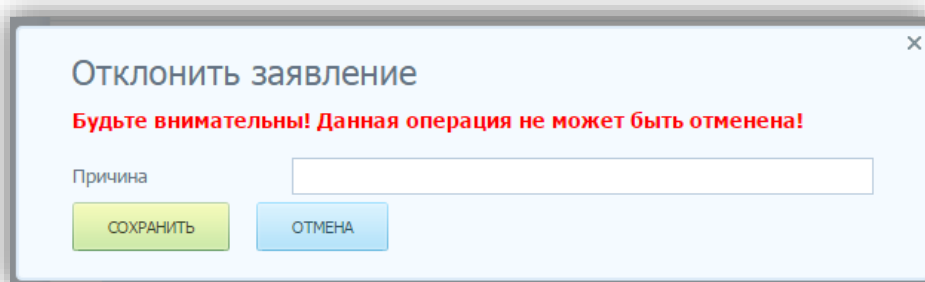 Отклонить заявление
Будьте внимательны! Данная операция не может быть отменена!
Причина
СОХРАНИТЬ ОТМЕНА